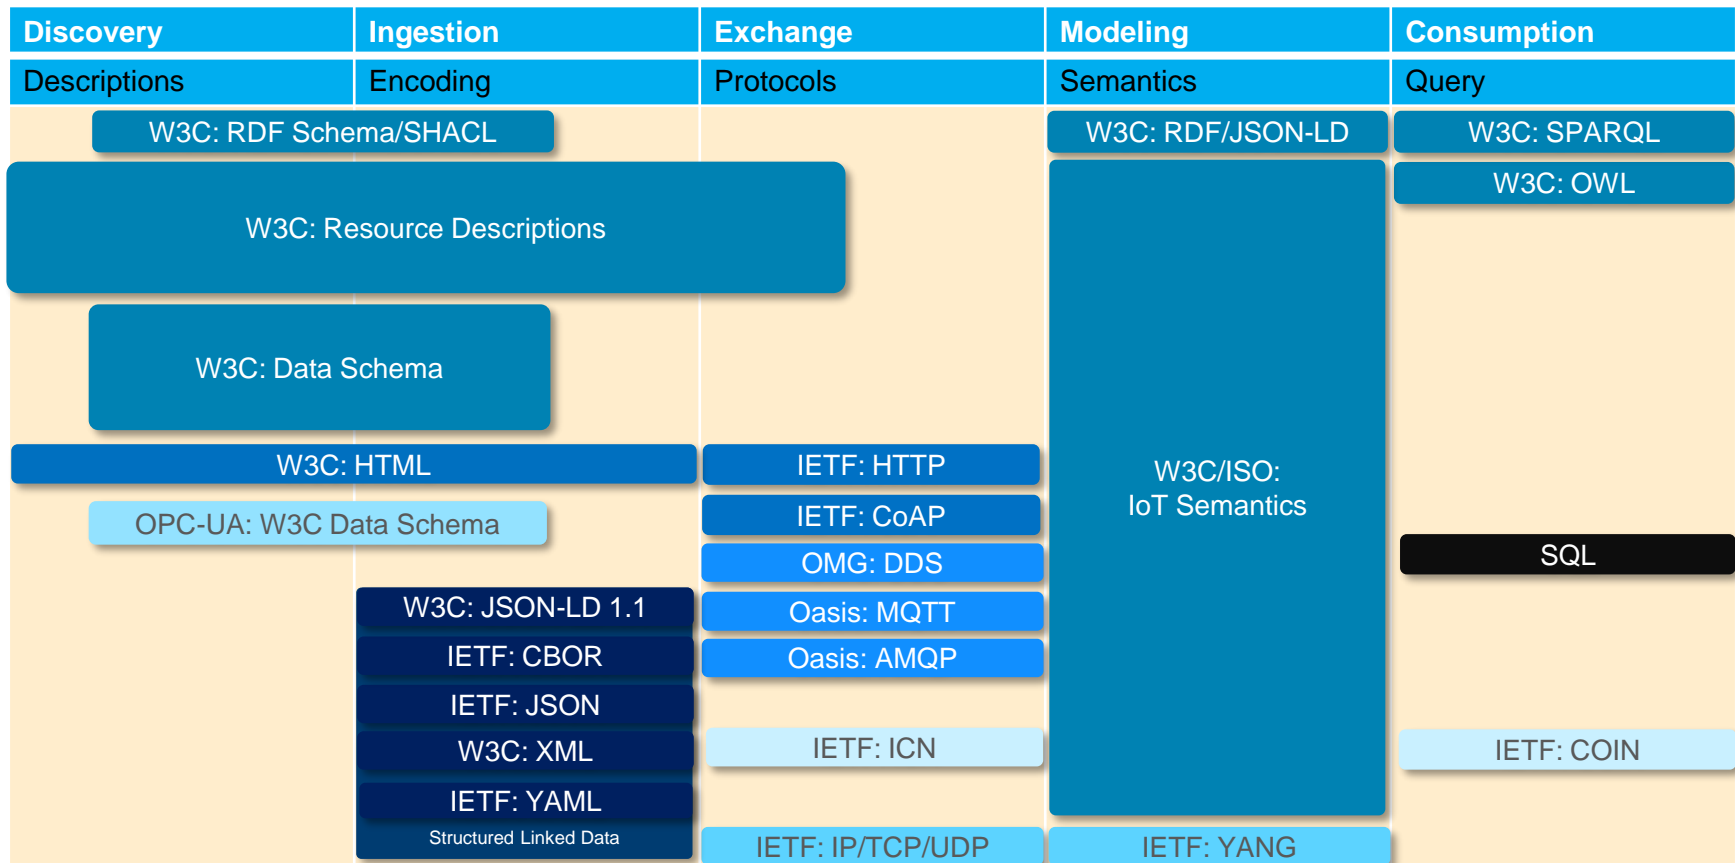 Discovery
Ingestion
Exchange
Modeling
Consumption
Descriptions
Encoding
Protocols
Semantics
Query
W3C: RDF Schema/SHACL
W3C: RDF/JSON-LD
W3C: SPARQL
W3C: OWL
W3C: Resource Descriptions
W3C: Data Schema
W3C: HTML
IETF: HTTP
W3C/ISO:
IoT Semantics
OPC-UA: W3C Data Schema
IETF: CoAP
OMG: DDS
SQL
W3C: JSON-LD 1.1
Oasis: MQTT
IETF: CBOR
Oasis: AMQP
IETF: JSON
W3C: XML
IETF: ICN
IETF: COIN
IETF: YAML
Structured Linked Data
IETF: IP/TCP/UDP
IETF: YANG